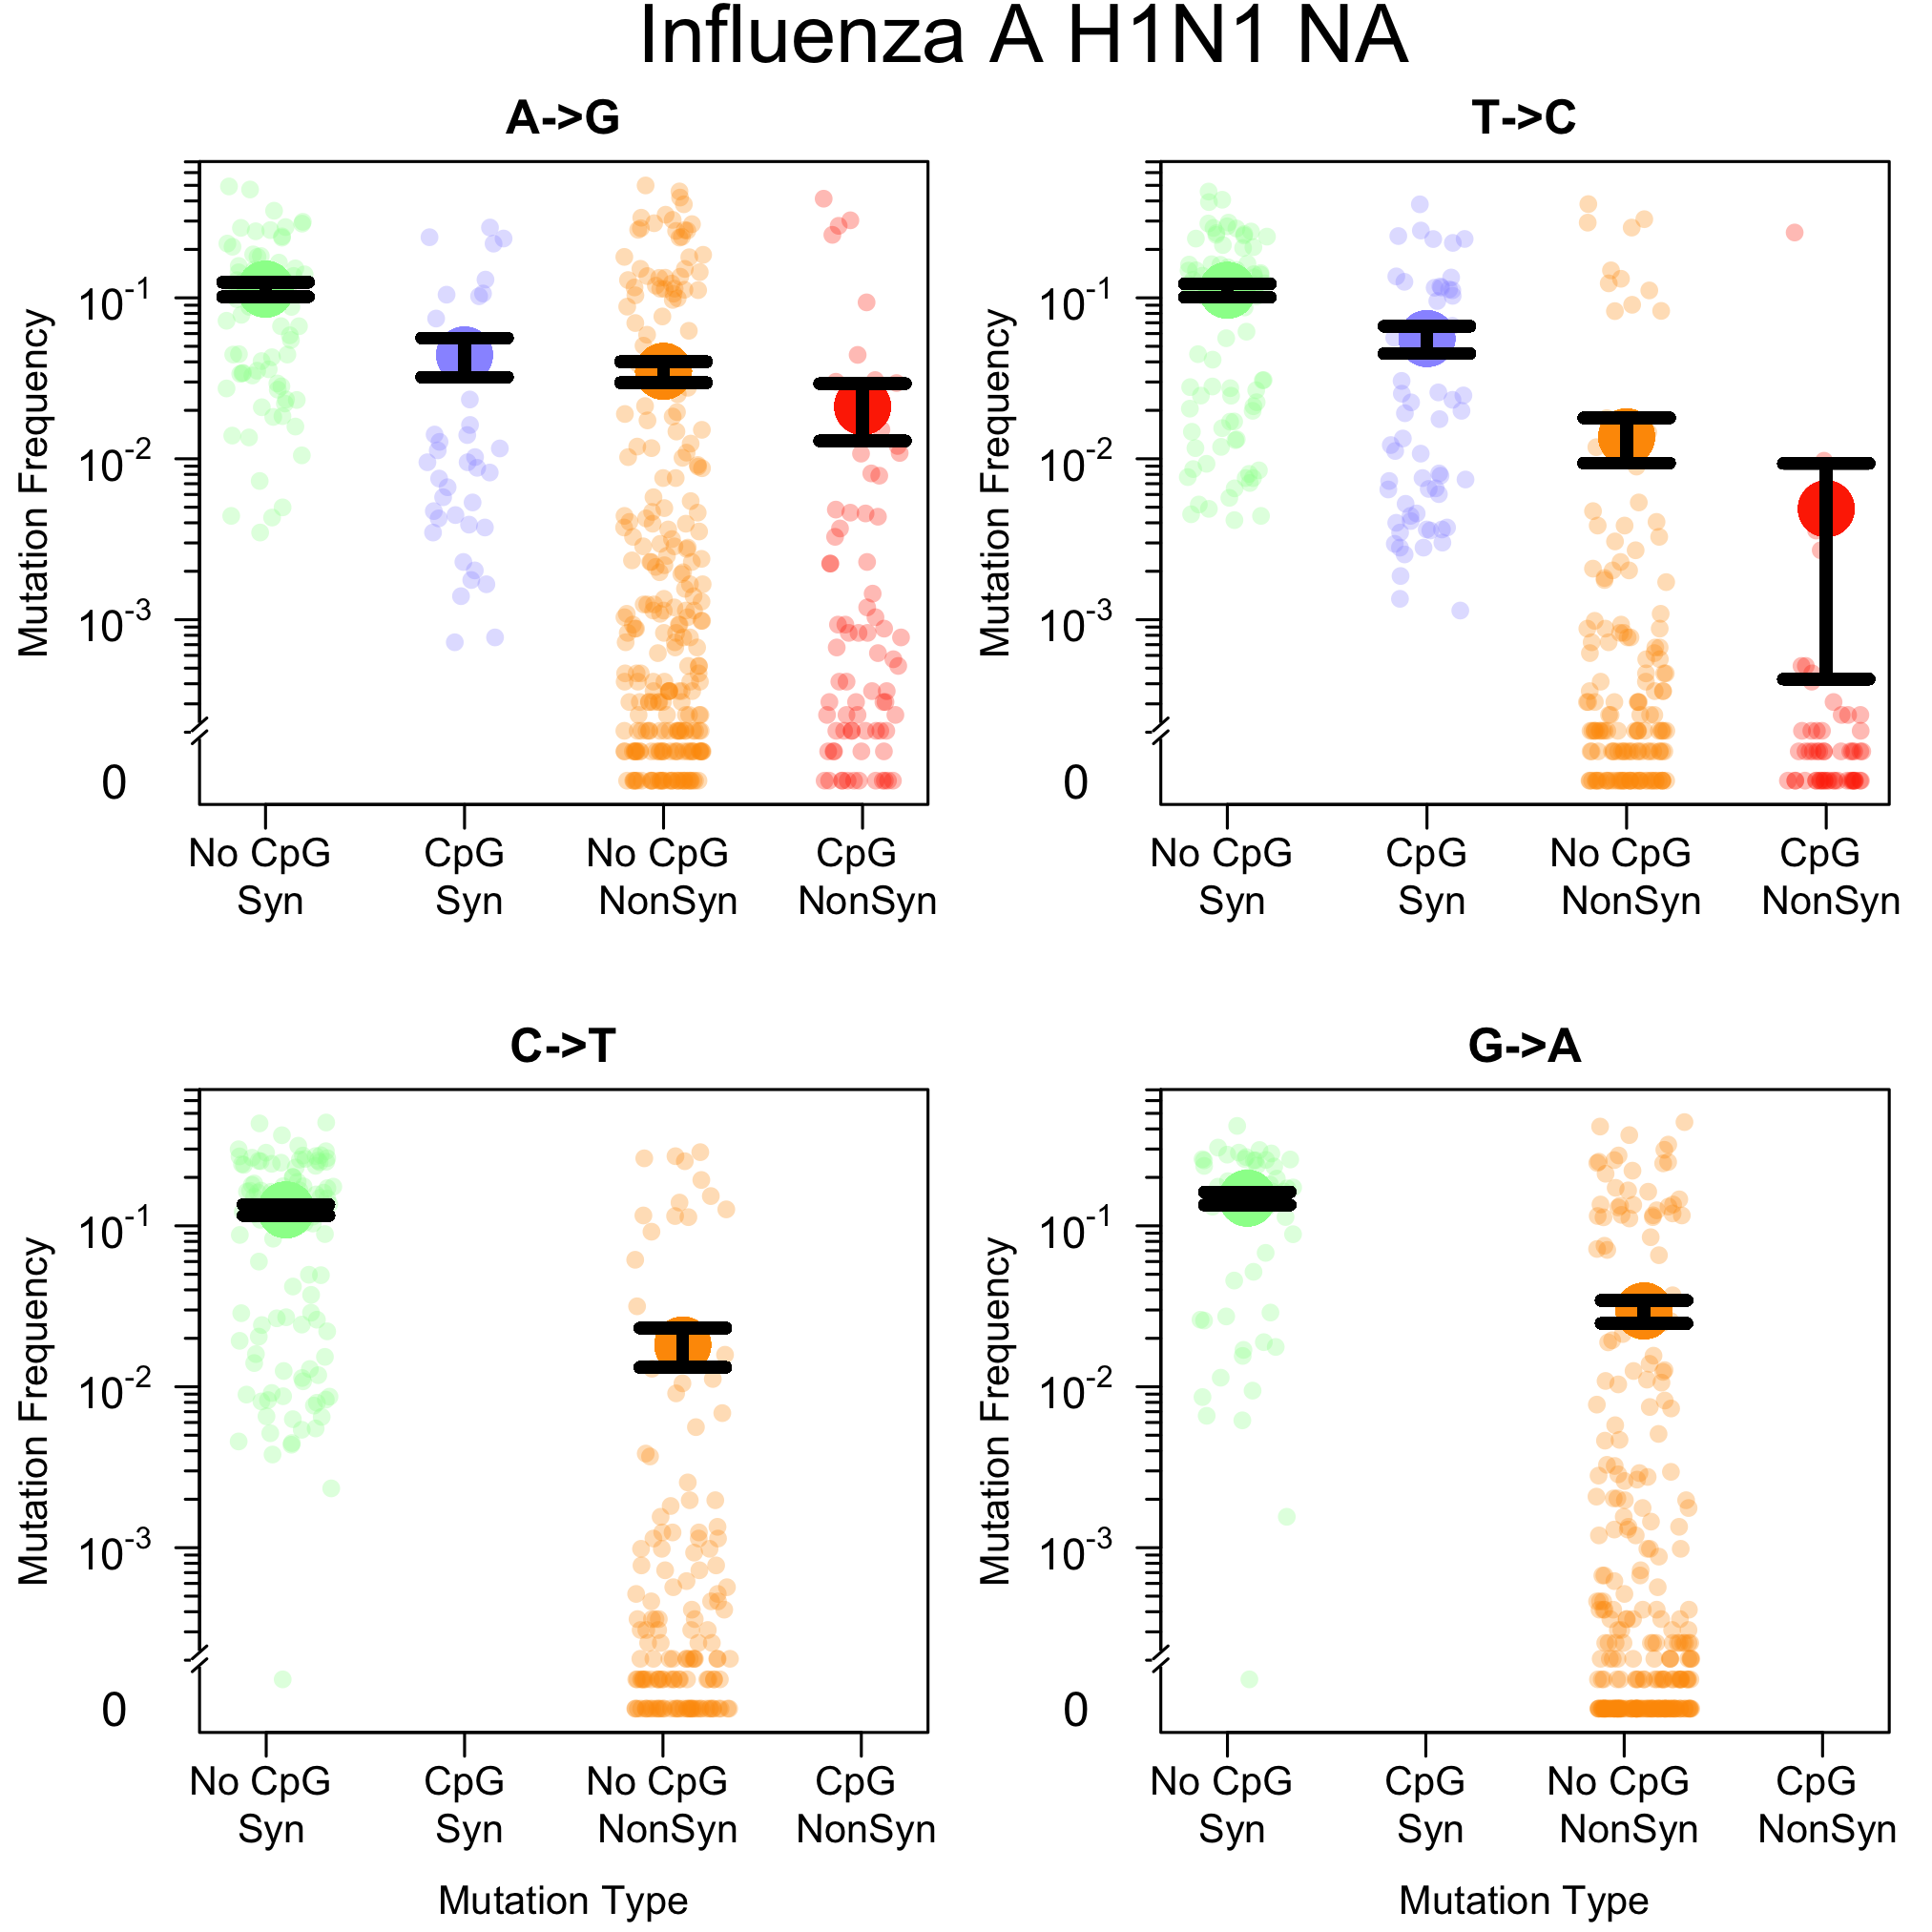 Influenza A H1N1 NA
A->G
Mutation Frequency
10-1
10-2
10-3
0
No CpG CpG No CpG CpG
Syn Syn NonSyn NonSyn
T->C
Mutation Frequency
10-1
10-2
10-3
0
No CpG CpG No CpG CpG
Syn Syn NonSyn NonSyn
C->T
Mutation Frequency
10-1
10-2
10-3
0
No CpG CpG No CpG CpG
Syn Syn NonSyn NonSyn
Mutation Type
G->A
Mutation Frequency
10-1
10-2
10-3
0
No CpG CpG No CpG CpG
Syn Syn NonSyn NonSyn
Mutation Type